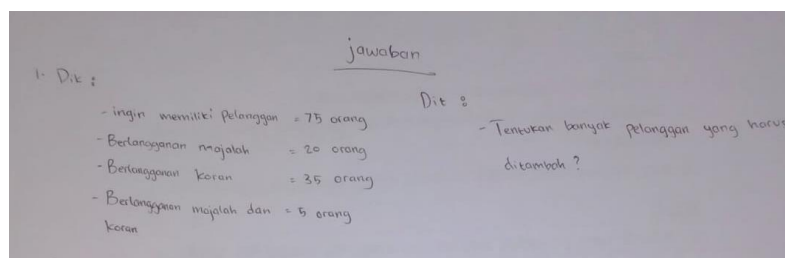 jawaban
1. Dik :
- ingin memiliki Pelanggan = 75 orang
- Berlangganan majalah = 20 orang
- Berlangganan koran = 35 orang
- Berlangganan majalah dan = 5 orang
koran
Dit :
- Tentukan banyak pelanggan yang harus
ditambah ?